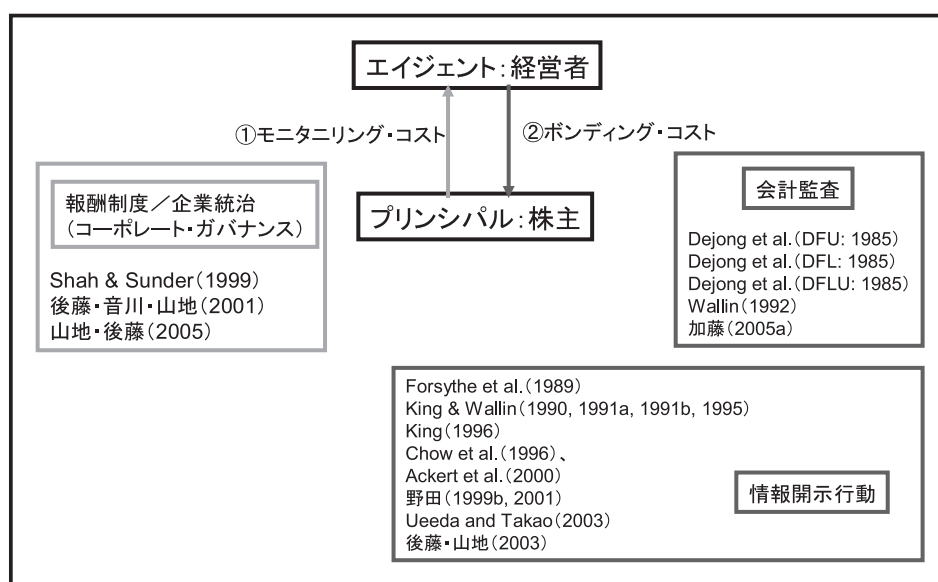 エイジェント：経営者
①モニタニリング・コスト
②ボンディング・コスト
プリンシパル：株主
報酬制度／企業統治
（コーポレート・ガバナンス）
Shah & Sunder（1999）
後藤・音川・山地（2001）
山地・後藤（2005）
会計監査
Dejong et al.（DFU: 1985）
Dejong et al.（DFL: 1985）
Dejong et al.（DFLU: 1985）
Wallin（1992）
加藤（2005a）
Forsythe et al.（1989）
King & Wallin（1990, 1991a, 1991b, 1995）
King（1996）
Chow et al.（1996）、
Ackert et al.（2000）
野田（1999b, 2001）
Ueeda and Takao（2003）
後藤・山地（2003）
情報開示行動